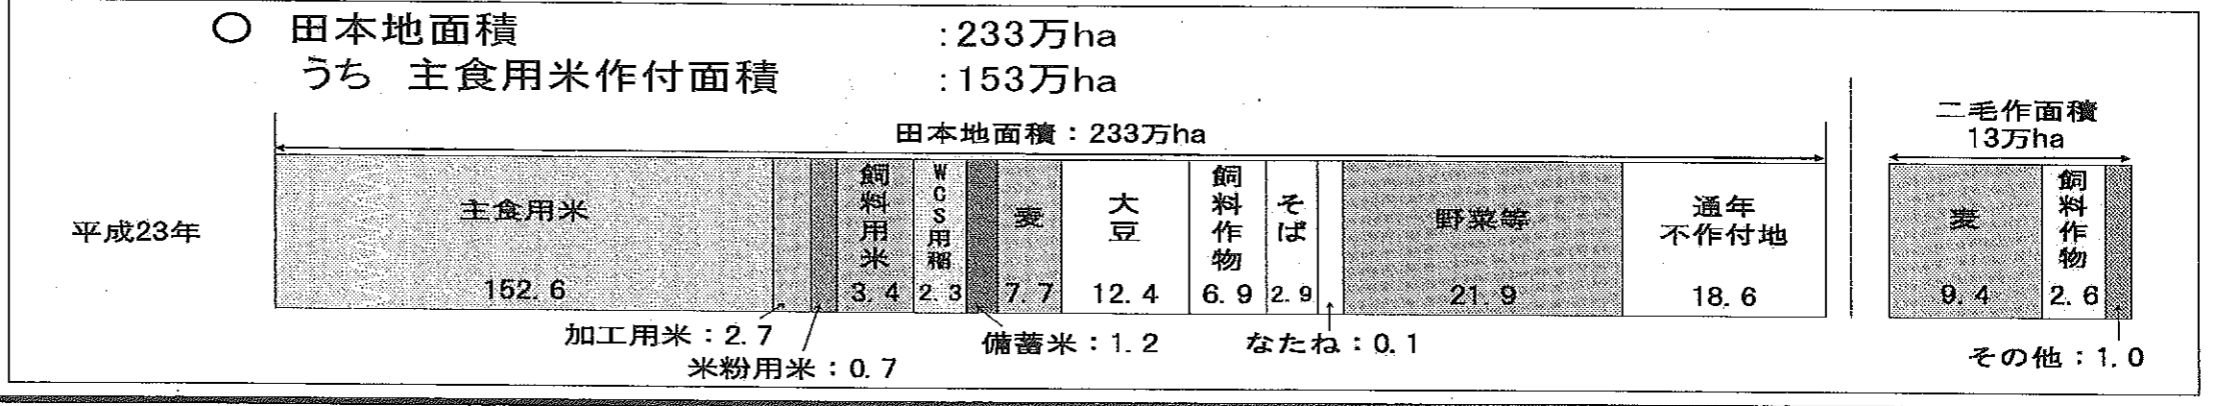 ○ 田本地面積 :233万ha
うち 主食用米作付面積 :153万ha
田本地面積：233万ha
二毛作面積
13万ha
平成23年
主食用米
152.6
加工用米：2.7
米粉用米：0.7
飼料用米
3.4
WCS用稲
2.3
備蓄米：1.2
麦
7.7
大豆
12.4
飼料作物
6.9
そば
2.9
なたね：0.1
野菜等
21.9
通年
不作付地
18.6
麦
9.4
飼料作物
2.6
その他：1.0